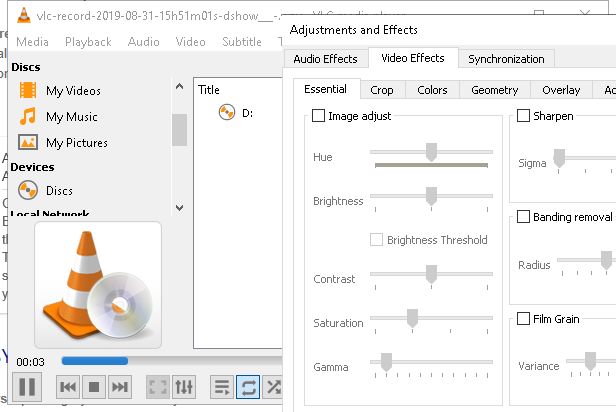 vlc-record-2019-08-31-15h51m01s-dshow___-.
Media Playback Audio Video Subtitle T
Discs
My Videos
My Music
My Pictures
Devices
Discs
Local Network
Title
D:
00:03
Adjustments and Effects
Audio Effects Video Effects Synchronization
Essential Crop Colors Geometry Overlay
Image adjust
Hue
Brightness
Brightness Threshold
Contrast
Saturation
Gamma
Sharpen
Sigma
Banding removal
Radius
Film Grain
Variance